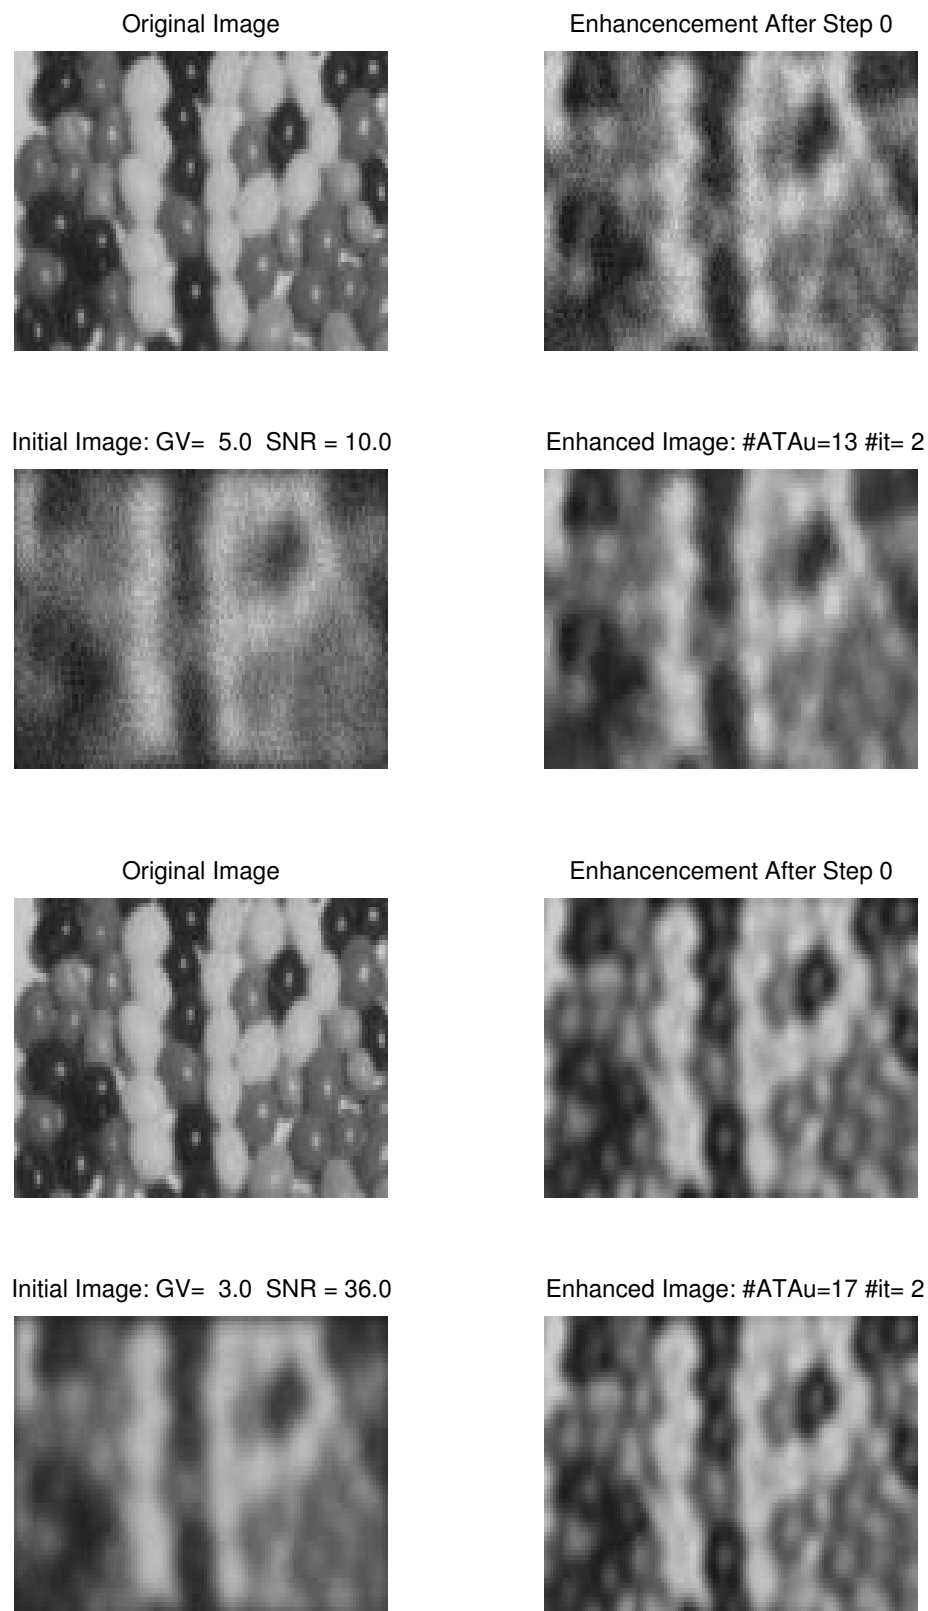 Original Image
Enhancencement After Step 0
Initial Image: GV=  5.0  SNR = 10.0
Enhanced Image: #ATAu=13 #it= 2
Original Image
Enhancencement After Step 0
Initial Image: GV=  3.0  SNR = 36.0
Enhanced Image: #ATAu=17 #it= 2